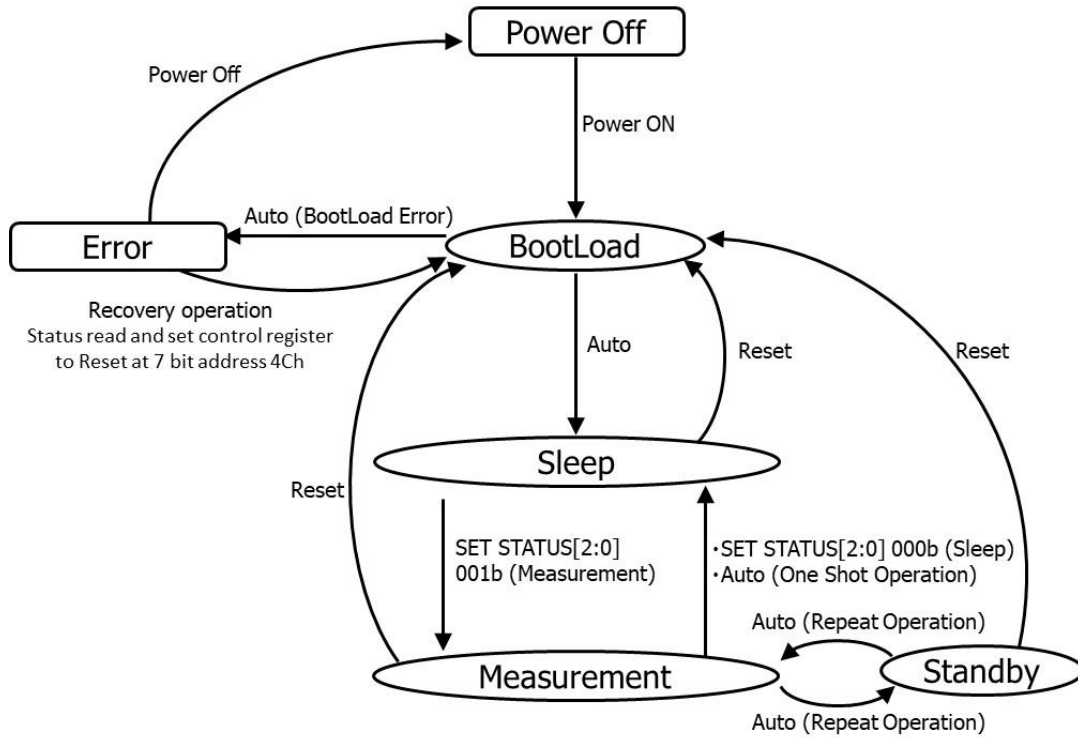 Power Off
Power Off
Power ON
Auto (BootLoad Error)
Error
BootLoad
Recovery operation
Status read and set control register
to Reset at 7 bit address 4Ch
Auto
Reset
Reset
Sleep
Reset
SET STATUS[2:0]
001b (Measurement)
・SET STATUS[2:0] 000b (Sleep)
・Auto (One Shot Operation)
Auto (Repeat Operation)
Measurement
Standby
Auto (Repeat Operation)